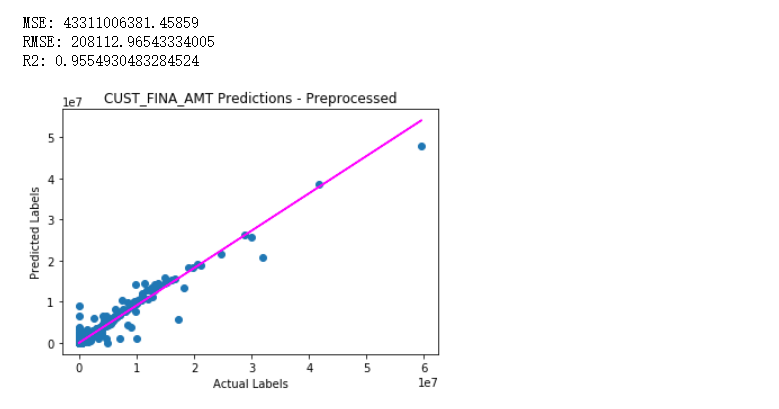 MSE: 43311006381.45859
RMSE: 208112.96543334005
R2: 0.9554930483284524
CUST_FINA_AMT Predictions - Preprocessed
1e7
5
4
3
2
1
0
Predicted Labels
0 1 2 3 4 5 6
1e7
Actual Labels